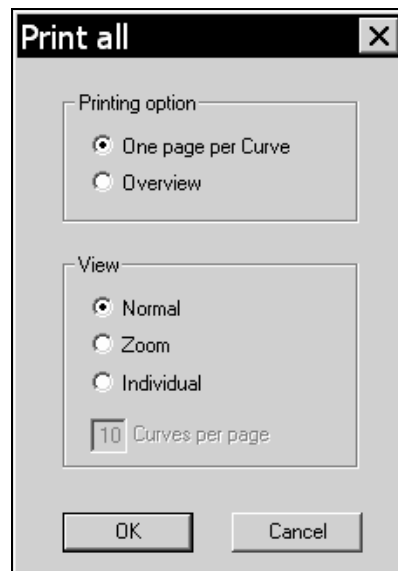 Print all
Printing option
One page per Curve
Overview
View
Normal
Zoom
Individual
10 Curves per page
OK Cancel